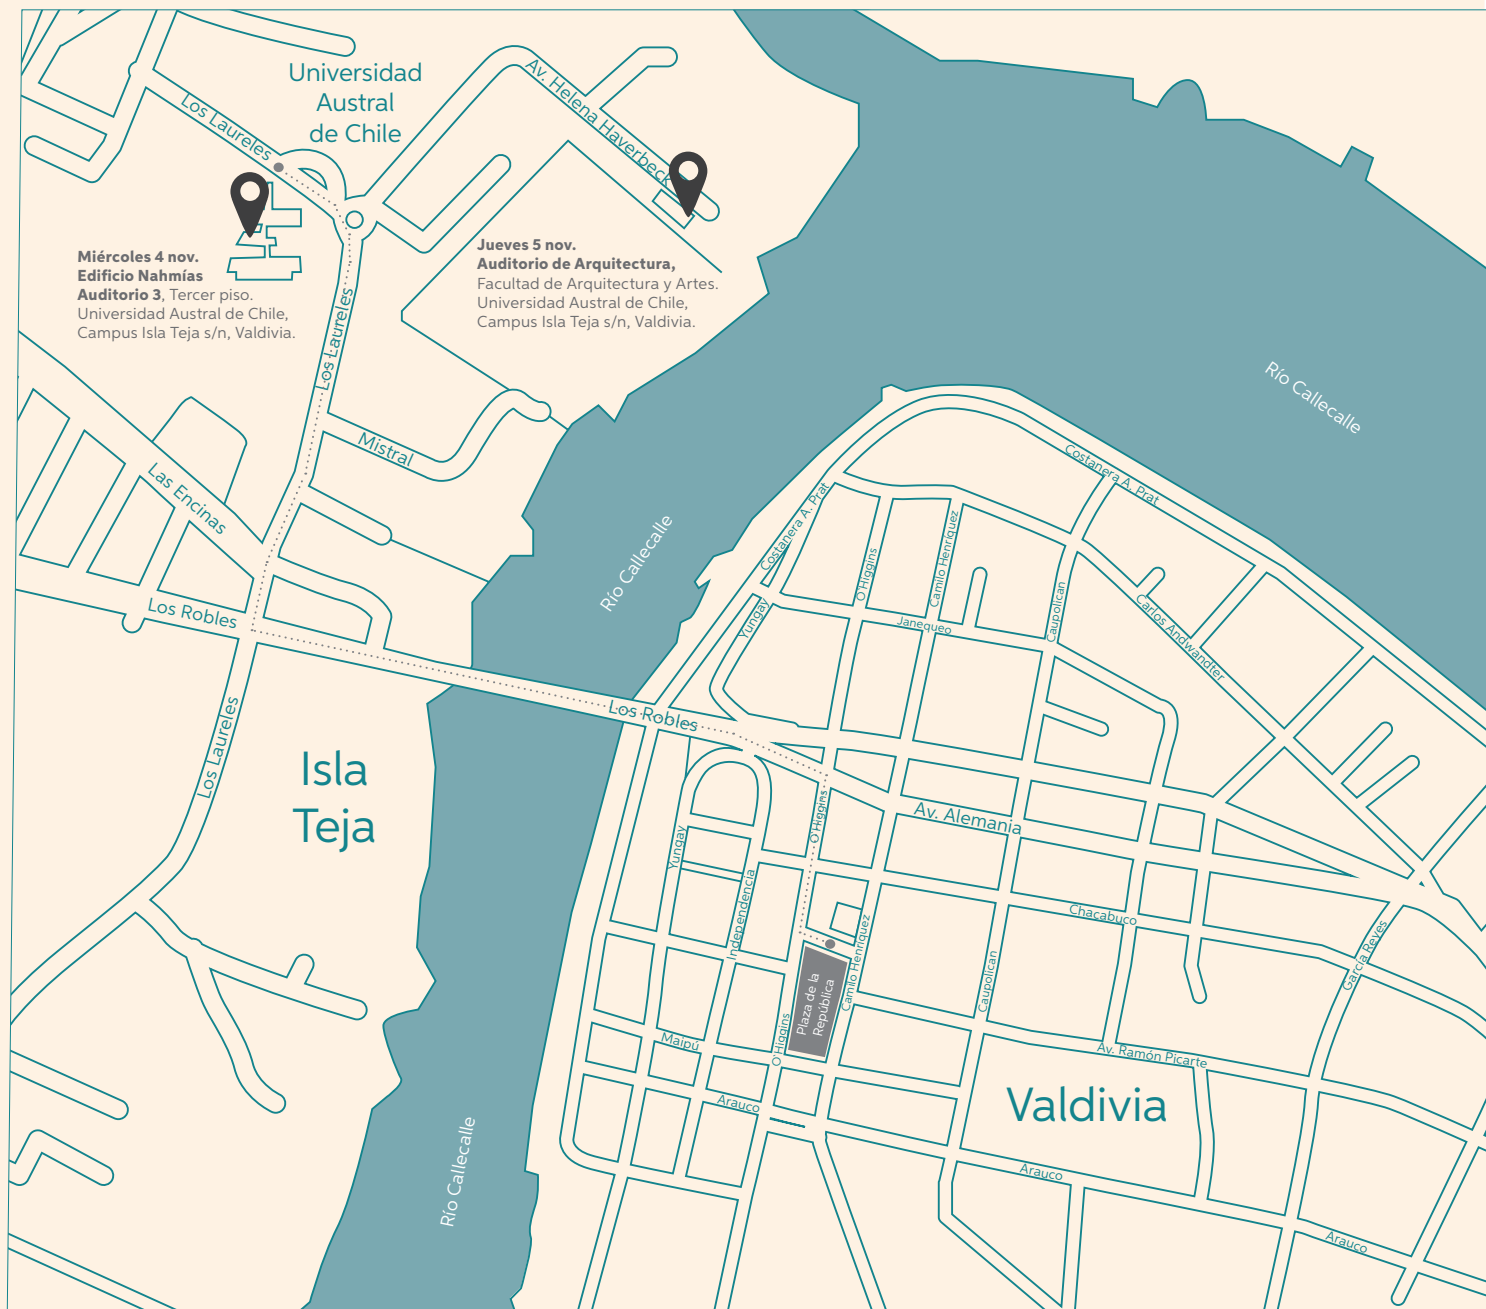 Universidad
Austral
de Chile
Av. Helena Haverbeck
Los Laureles
Miércoles 4 nov.
Edificio Nahmías
Auditorio 3, Tercer piso.
Universidad Austral de Chile,
Campus Isla Teja s/n, Valdivia.
Jueves 5 nov.
Auditorio de Arquitectura,
Facultad de Arquitectura y Artes.
Universidad Austral de Chile,
Campus Isla Teja s/n, Valdivia.
Los Laureles
Mistral
Las Encinas
Los Robles
Los Laureles
Isla
Teja
Río Callecalle
Río Callecalle
Río Callecalle
Costanera A. Prat
Costanera A. Prat
O'Higgins
Camilo Henríquez
Caupolican
Carlos Andwandter
Yungay
Janequeo
Los Robles
Av. Alemania
O'Higgins
Yungay
Independencia
Chacabuco
Camilo Henríquez
Caupolican
García Reyes
Plaza de la
República
O'Higgins
Maipú
Av. Ramón Picarte
Arauco
Valdivia
Arauco
Arauco